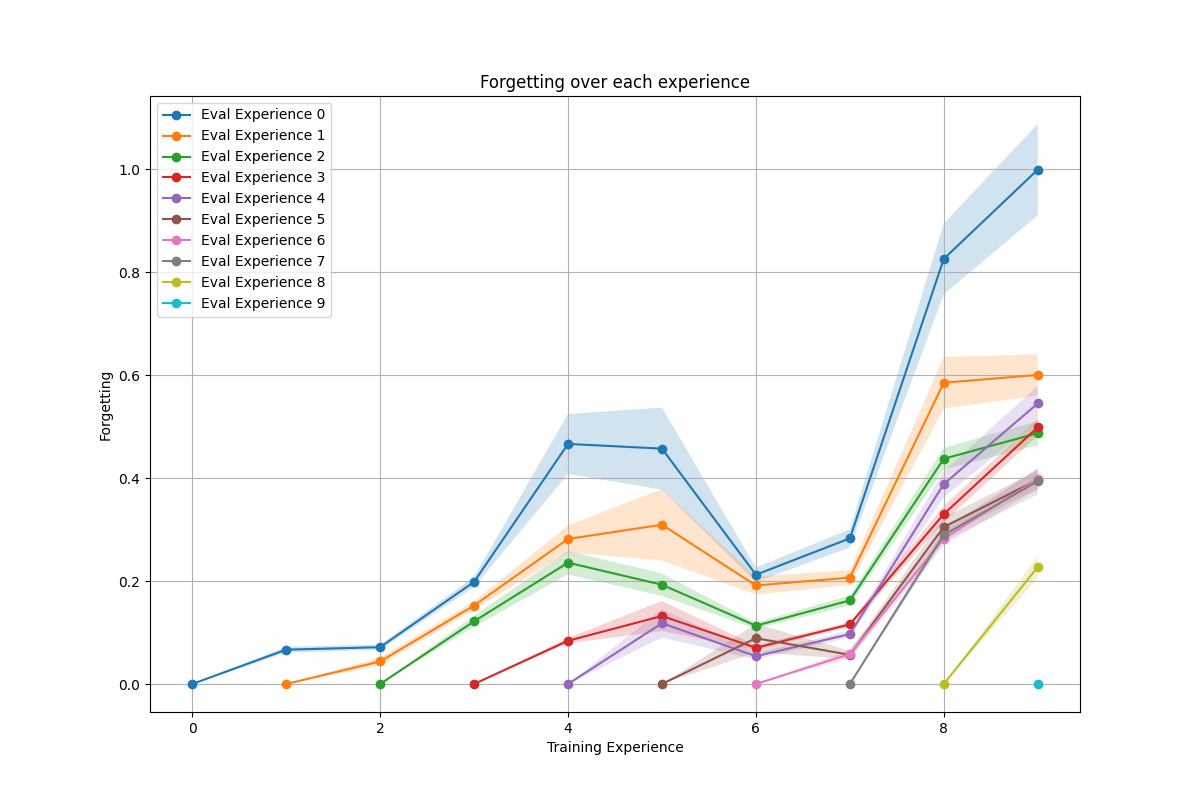 Forgetting over each experience
Eval Experience 0
Eval Experience 1
Eval Experience 2
Eval Experience 3
Eval Experience 4
Eval Experience 5
Eval Experience 6
Eval Experience 7
Eval Experience 8
Eval Experience 9
1.0
0.8
0.6
0.4
0.2
0.0
Forgetting
0 2 4 6 8
Training Experience